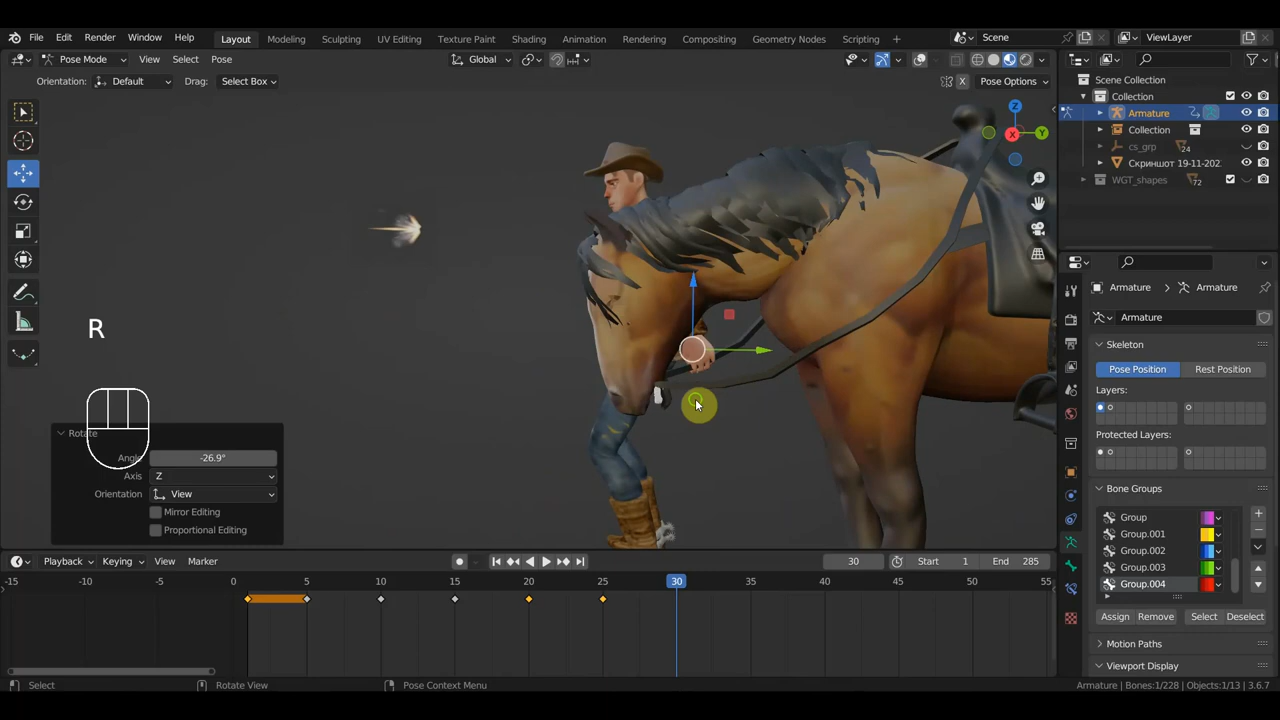 File Edit Render Window Help Layout Modeling Sculpting UV Editing Texture Paint Shading Animation Rendering Compositing Geometry Nodes Scripting + Scene ViewLayer
Pose Mode View Select Pose Global
Orientation: Default Drag: Select Box X Pose Options
Scene Collection
Collection
Armature
Collection
cs_grp 24
Скриншот 19-11-202
WGT_shapes 72
Z
Y
X
R
Armature Armature
Armature
Skeleton
Pose Position Rest Position
Layers:
Protected Layers:
Bone Groups
Group
Group.001
Group.002
Group.003
Group.004
Assign Remove Select Deselect
Motion Paths
Viewport Display
Rotate
Angle -26.9°
Axis Z
Orientation View
Mirror Editing
Proportional Editing
Playback Keying View Marker 30 Start 1 End 285
-15 -10 -5 0 5 10 15 20 25 30 35 40 45 50 55
Select Rotate View Pose Context Menu Armature | Bones:1/228 | Objects:1/13 | 3.6.7